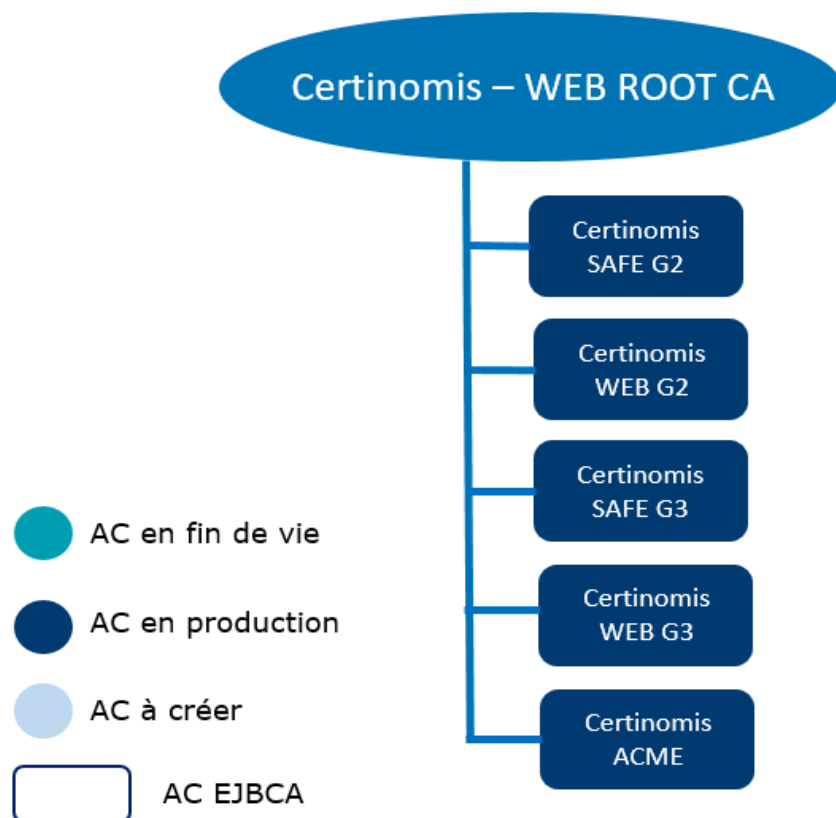 Certinomis – WEB ROOT CA
Certinomis
SAFE G2
Certinomis
WEB G2
Certinomis
SAFE G3
Certinomis
WEB G3
Certinomis
ACME
AC en fin de vie
AC en production
AC à créer
AC EJBCA